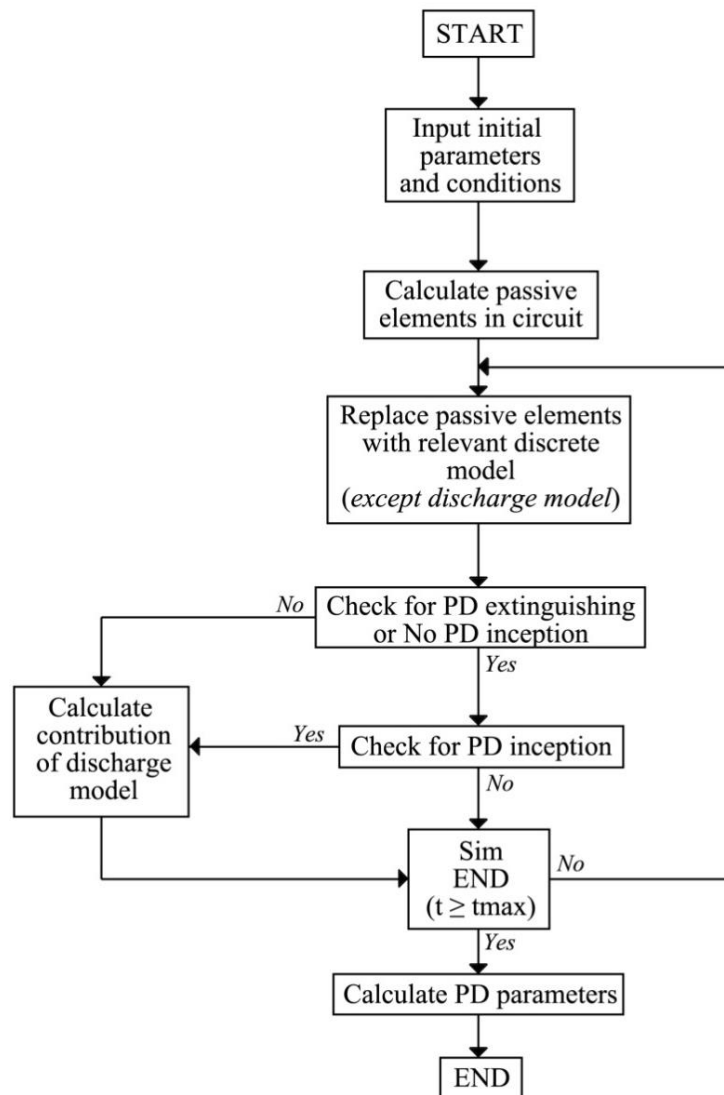 START
Input initial
parameters
and conditions
Calculate passive
elements in circuit
Replace passive elements
with relevant discrete
model
(except discharge model)
No
Check for PD extinguishing
or No PD inception
Yes
Calculate
contribution
of discharge
model
Yes
Check for PD inception
No
Sim
END
(t ≥ tmax)
No
Yes
Calculate PD parameters
END